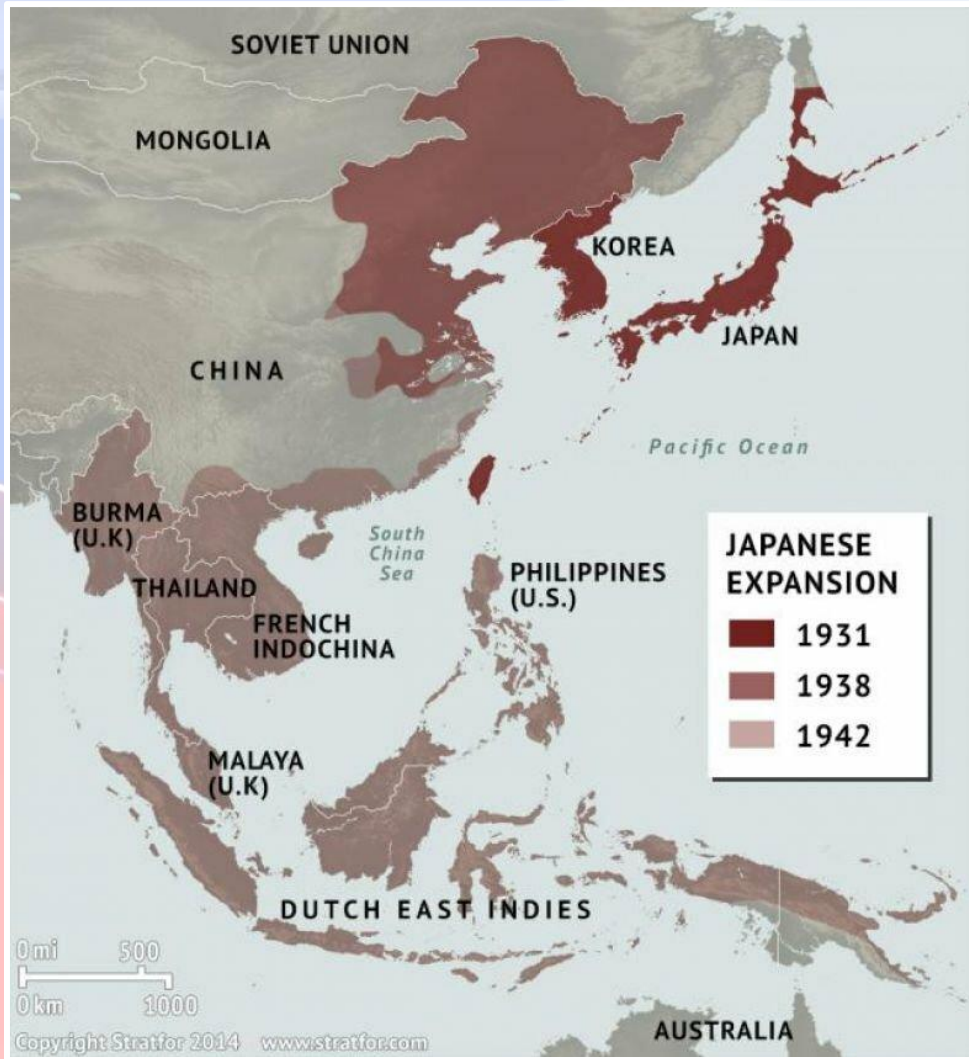 SOVIET UNION
MONGOLIA
KOREA
JAPAN
CHINA
Pacific Ocean
BURMA
(U.K)
South
China
Sea
THAILAND
PHILIPPINES
(U.S.)
FRENCH
INDOCHINA
JAPANESE
EXPANSION
1931
1938
1942
MALAYA
(U.K)
DUTCH EAST INDIES
0 mi 500
0 km 1000
AUSTRALIA
Copyright Stratfor 2014 www.stratfor.com